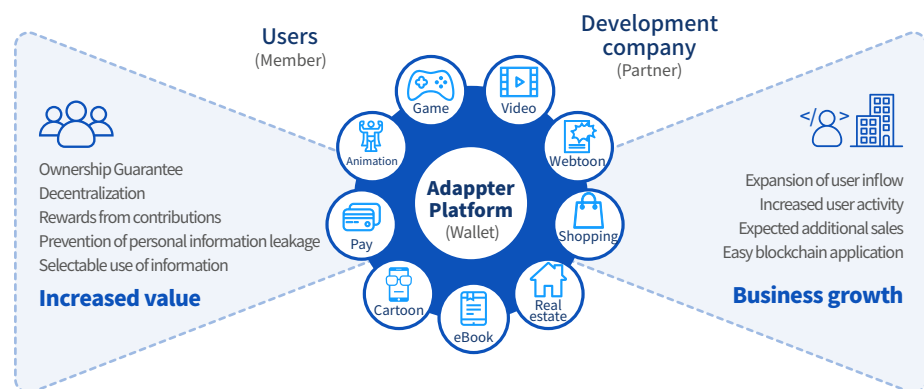 Users
(Member)
Development
company
(Partner)
Game
Video
Animation
Webtoon
Adappter
Platform
(Wallet)
Pay
Shopping
Cartoon
eBook
Real
estate
Ownership Guarantee
Decentralization
Rewards from contributions
Prevention of personal information leakage
Selectable use of information
Increased value
</>
Expansion of user inflow
Increased user activity
Expected additional sales
Easy blockchain application
Business growth